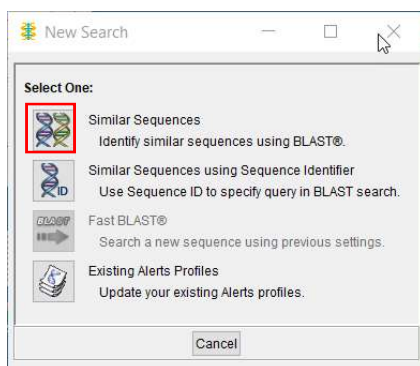 New Search
Select One:
Similar Sequences
Identify similar sequences using BLAST®.
ID
Similar Sequences using Sequence Identifier
Use Sequence ID to specify query in BLAST search.
BLAST
Fast BLAST®
Search a new sequence using previous settings.
Existing Alerts Profiles
Update your existing Alerts profiles.
Cancel